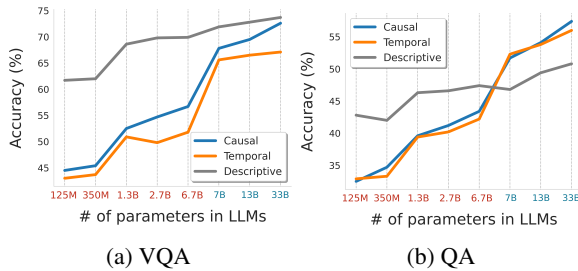 75
70
65
60
55
50
45
Accuracy (%)
Causal
Temporal
Descriptive
125M 350M 1.3B 2.7B 6.7B 7B 13B 33B
# of parameters in LLMs
(a) VQA
55
50
45
40
35
Accuracy (%)
Causal
Temporal
Descriptive
125M 350M 1.3B 2.7B 6.7B 7B 13B 33B
# of parameters in LLMs
(b) QA